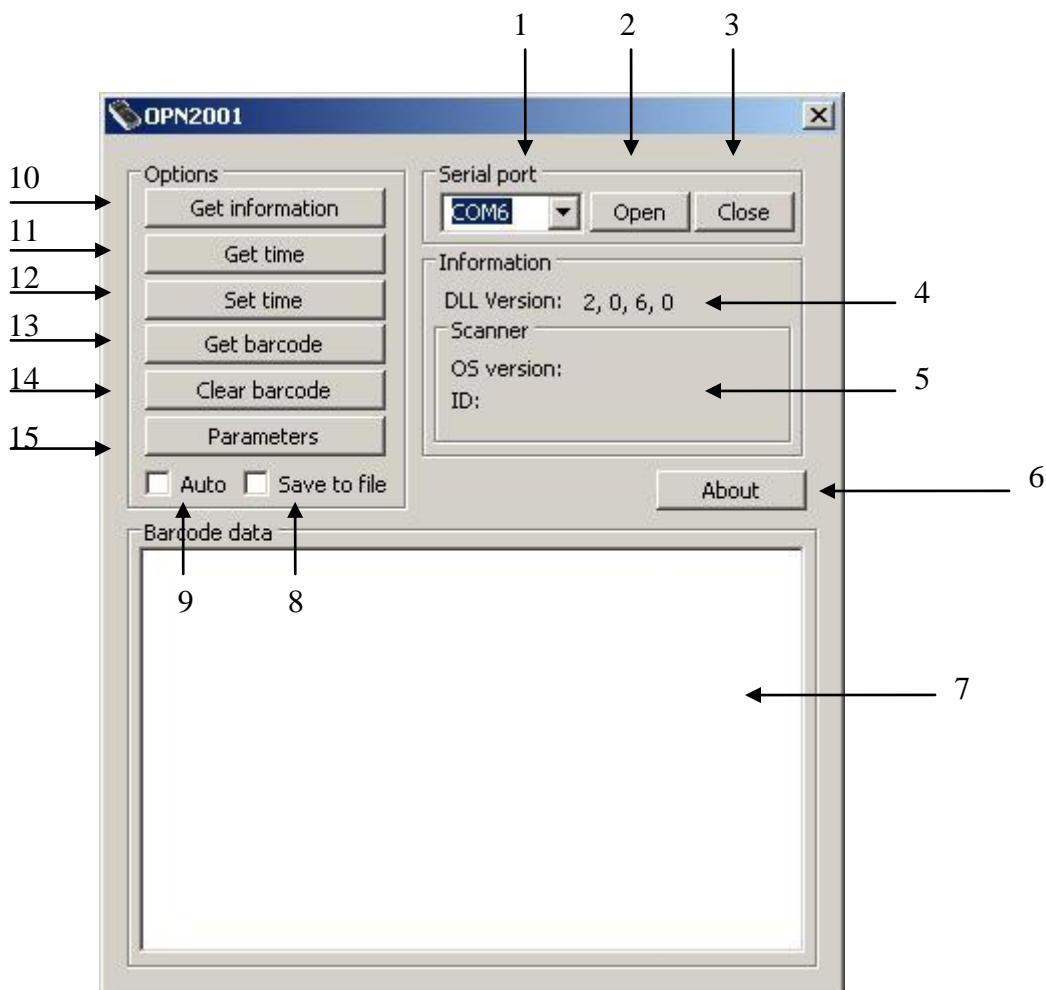 1 2 3
OPN2001
Options
Serial port
10 Get information
COM6 Open Close
11 Get time
Information
12 Set time
DLL Version: 2, 0, 6, 0 4
13 Get barcode
Scanner
OS version:
14 Clear barcode
ID: 5
15 Parameters
Auto Save to file
About 6
Barcode data
9 8
7